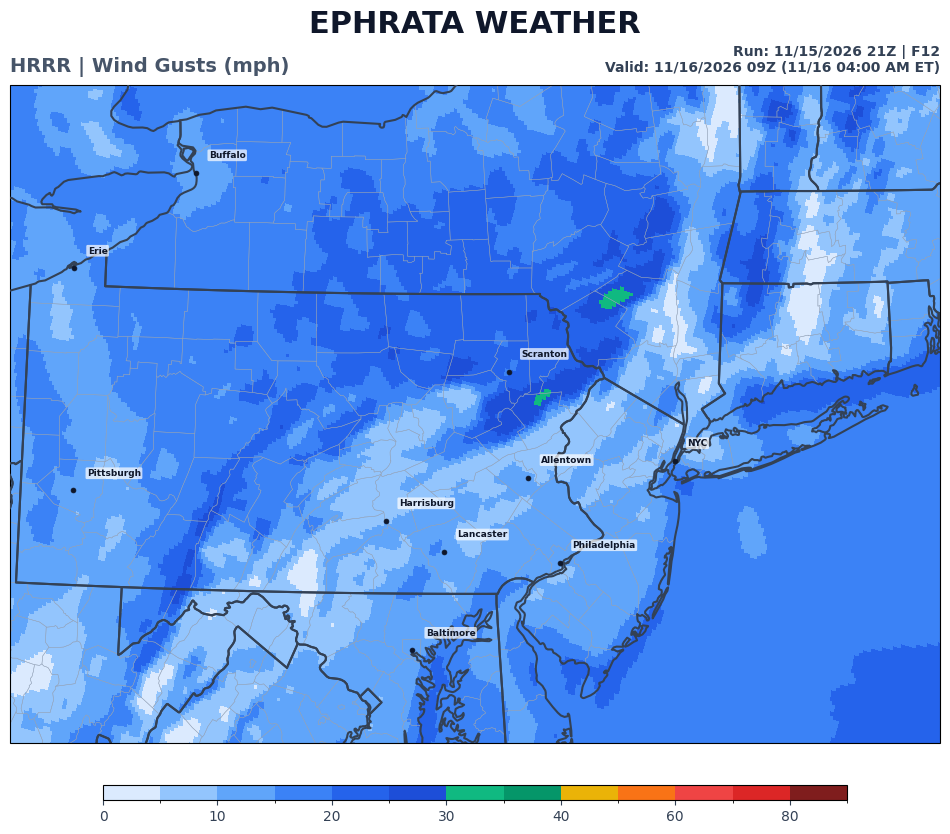 EPHRATA WEATHER
HRRR | Wind Gusts (mph)
Run: 11/15/2026 21Z | F12
Valid: 11/16/2026 09Z (11/16 04:00 AM ET)
Buffalo
Erie
Scranton
NYC
Allentown
Pittsburgh
Harrisburg
Lancaster
Philadelphia
Baltimore
0 10 20 30 40 60 80